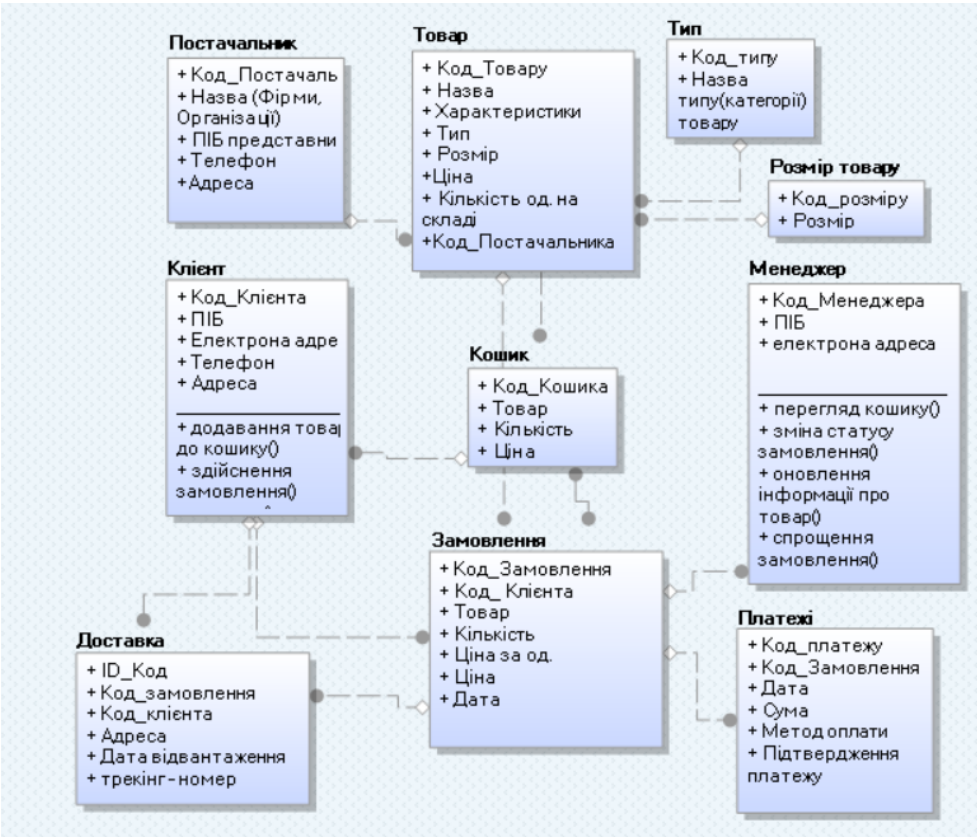 Постачальник
+ Код_Постачаль
+ Назва (Фірми,
Організації)
+ ПІБ представни
+ Телефон
+Адреса
Товар
+ Код_Товару
+ Назва
+Характеристики
+ Тип
+ Розмір
+Ціна
+ Кількість од. на
складі
+Код_Постачальника
Тип
+ Код_типу
+ Назва
типу(категорії)
товару
Розмір товару
+ Код_розміру
+ Розмір
Клієнт
+ Код_Клієнта
+ ПІБ
+ Електрона адре
+ Телефон
+ Адреса
+ додавання това
до кошику()
+ здійснення
замовлення()
Кошик
+ Код_Кошика
+ Товар
+ Кількість
+ Ціна
Менеджер
+ Код_Менеджера
+ ПІБ
+ електрона адреса
+ перегляд кошику()
+ зміна статусу
замовлення()
+ оновлення
інформації про
товар()
+ спрощення
замовлення()
Замовлення
+ Код_Замовлення
+ Код_ Клієнта
+ Товар
+ Кількість
+ Ціна за од.
+ Ціна
+ Дата
Доставка
+ ID_Код
+ Код_замовлення
+ Код_клієнта
+ Адреса
+ Дата відвантаження
+ трекінг-номер
Платежі
+ Код_платежу
+ Код_Замовлення
+ Дата
+ Сума
+ Метод оплати
+ Підтвердження
платежу